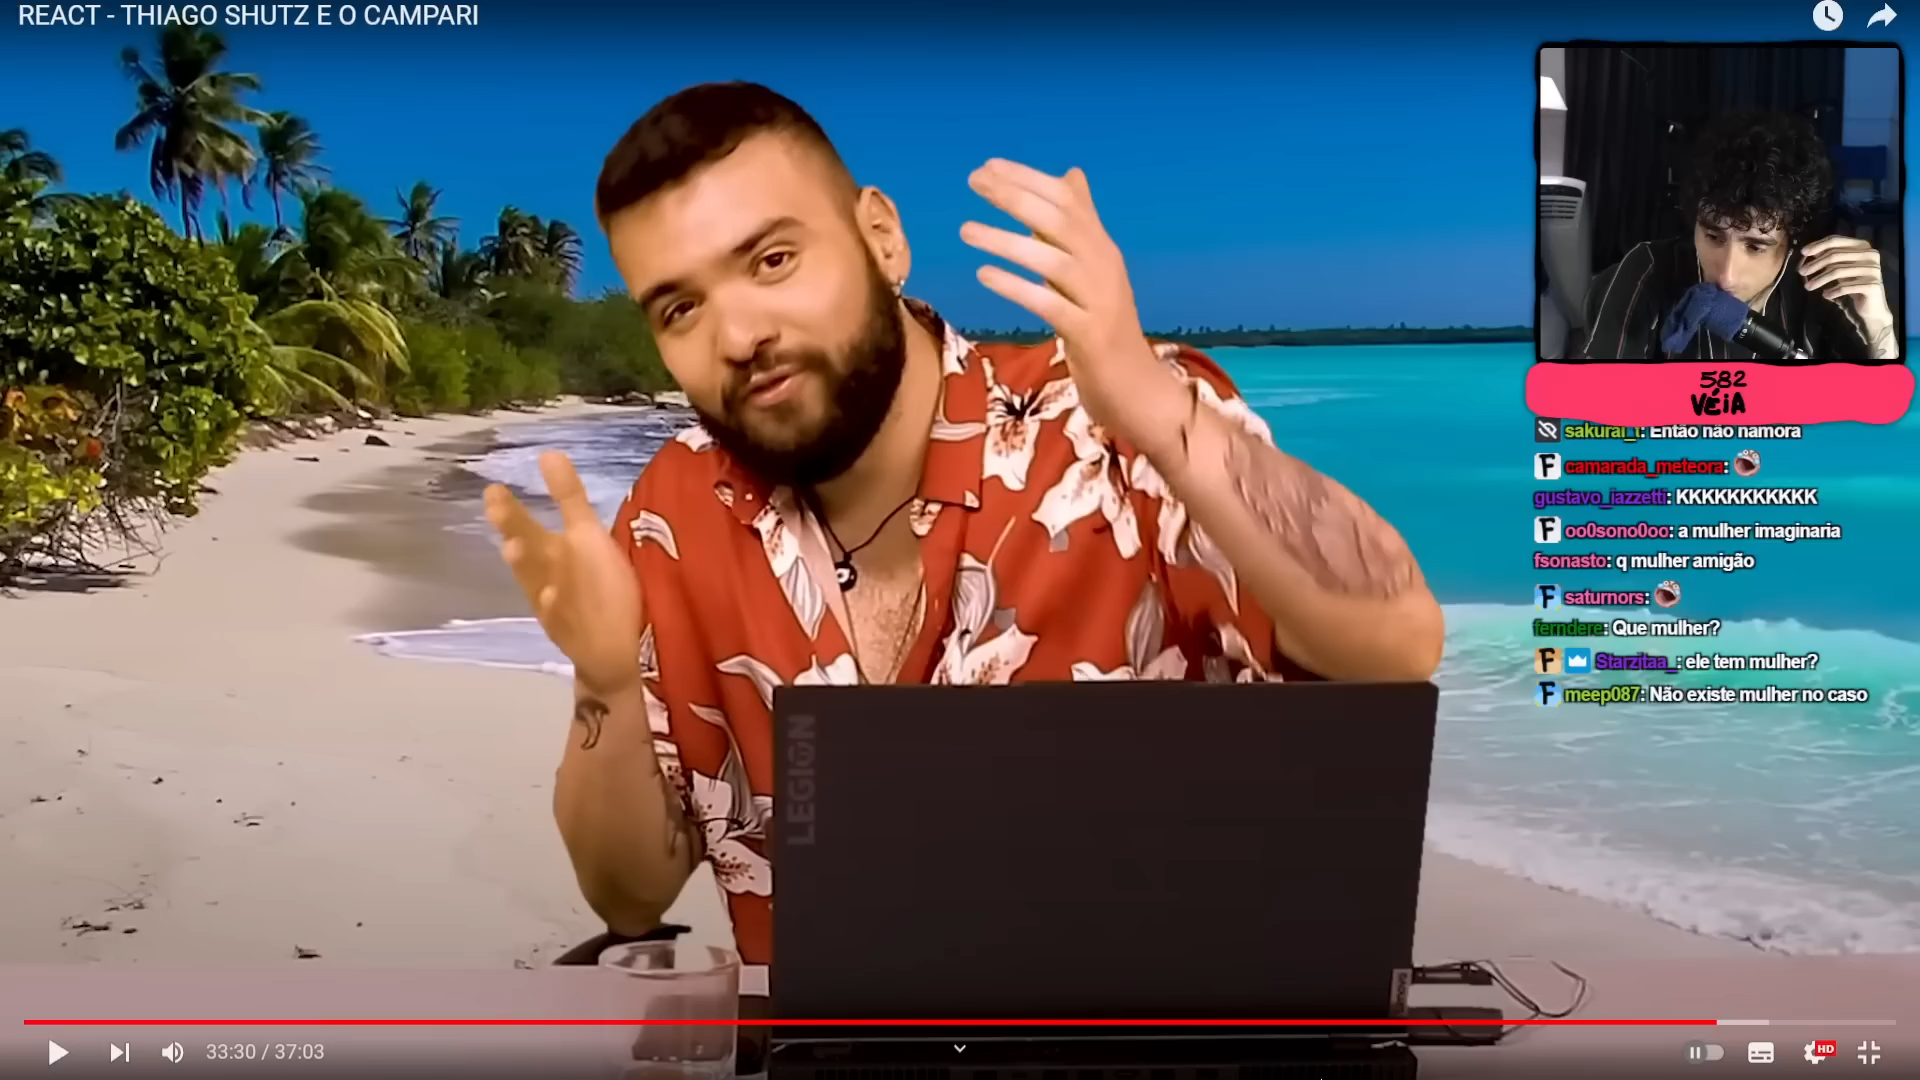 REACT - THIAGO SHUTZ E O CAMPARI
582
VÉIA
sakurai_t: Então não namora
camarada_meteora:
gustavo_iazzetti: KKKKKKKKKKK
oo0sono0oo: a mulher imaginaria
fsonasto: q mulher amigão
saturnors:
ferndere: Que mulher?
Starzitaa_: ele tem mulher?
meep087: Não existe mulher no caso
LEGION
Lenovo
33:30 / 37:03
HD